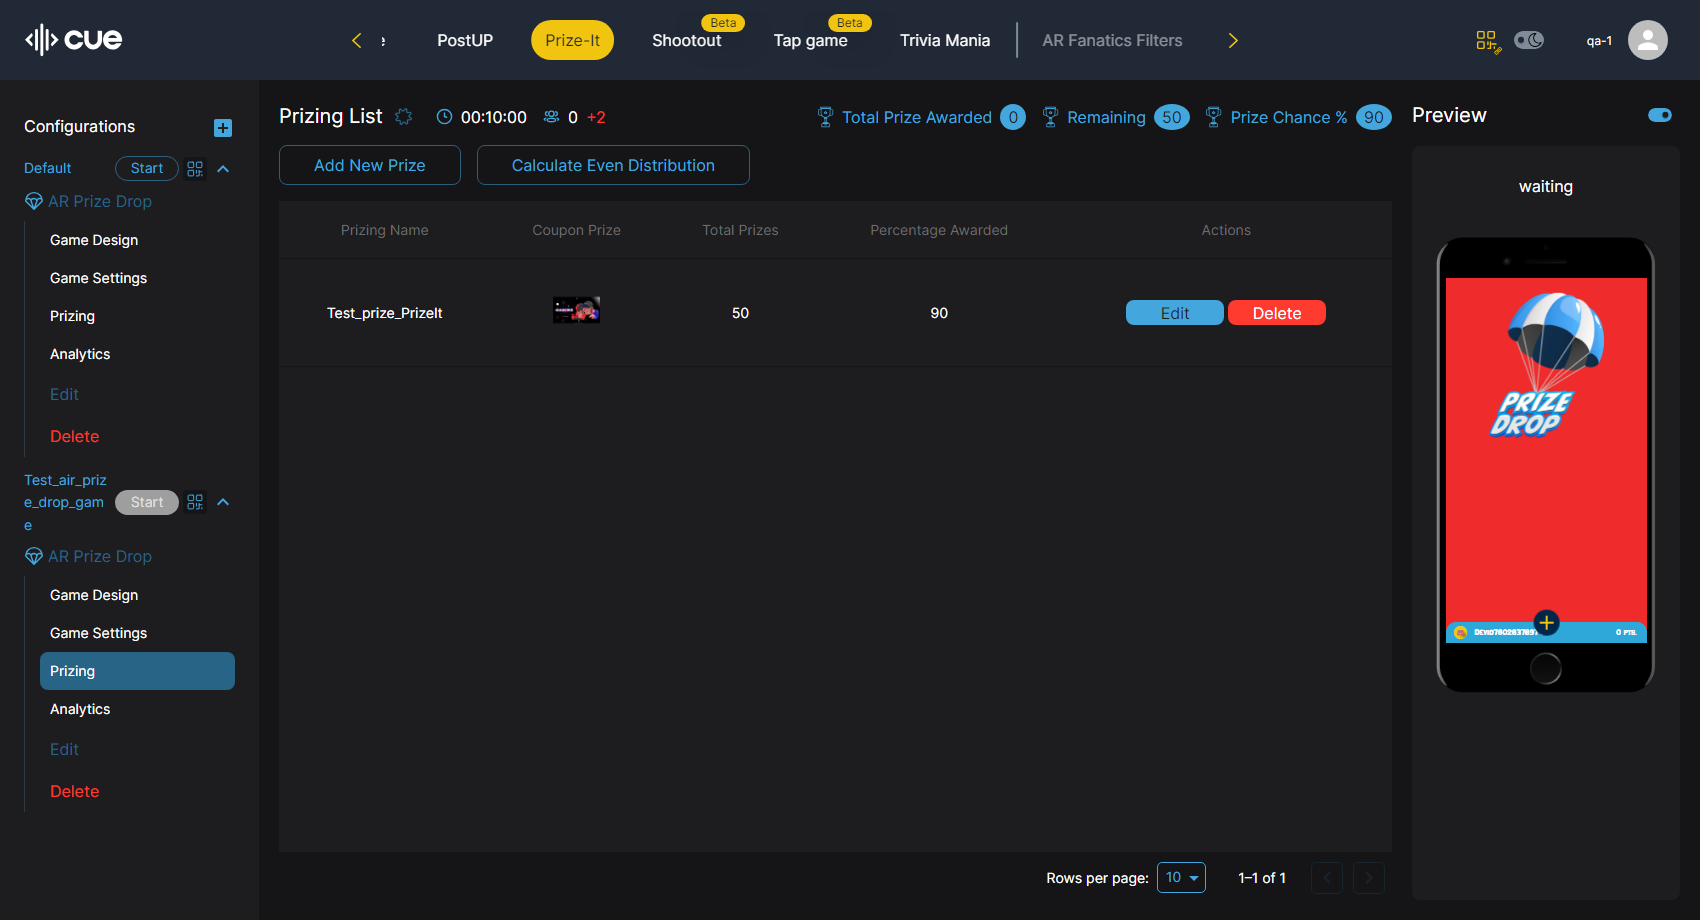 cue
PostUP
Prize-It
Beta
Shootout
Beta
Tap game
Trivia Mania
AR Fanatics Filters
qa-1
Configurations
Default
Start
AR Prize Drop
Game Design
Game Settings
Prizing
Analytics
Edit
Delete
Test_air_priz
e_drop_gam
e
Start
AR Prize Drop
Game Design
Game Settings
Prizing
Analytics
Edit
Delete
Prizing List
00:10:00
0 +2
Total Prize Awarded 0
Remaining 50
Prize Chance % 90
Add New Prize
Calculate Even Distribution
Prizing Name Coupon Prize Total Prizes Percentage Awarded Actions
Test_prize_PrizeIt 50 90 Edit Delete
Rows per page: 10 1–1 of 1
Preview
waiting
PRIZE
DROP
0 PTS.